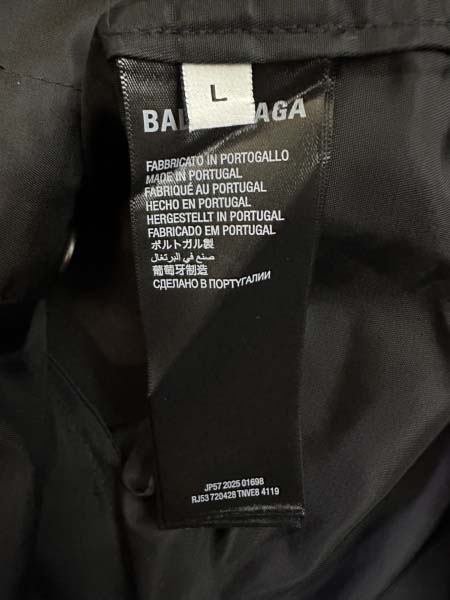 L
FABBRICATO IN PORTOGALLO
MADE IN PORTUGAL
FABRIQUÉ AU PORTUGAL
HECHO EN PORTUGAL
HERGESTELLT IN PORTUGAL
FABRICADO EM PORTUGAL
ポルトガル製
صنع في البرتغال
葡萄牙制造
СДЕЛАНО В ПОРТУГАЛИИ
JP57 2025 01698
RJ53 720428 TNVE8 4119